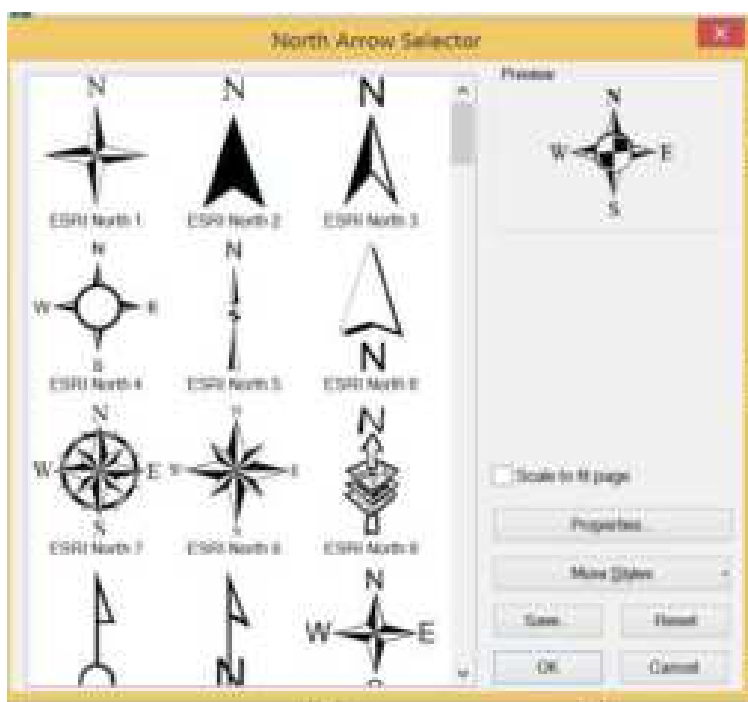 North Arrow Selector
N N N
ESRI North 1 ESRI North 2 ESRI North 3
N
W E
S
ESRI North 4
N
S
ESRI North 5
N
ESRI North 6
N
W E
S
ESRI North 7
N
W E
S
ESRI North 8
N
ESRI North 9
N
N
W E
Preview
N
W E
S
Scale to fit page
Properties...
More Styles
Save... Reset
OK Cancel